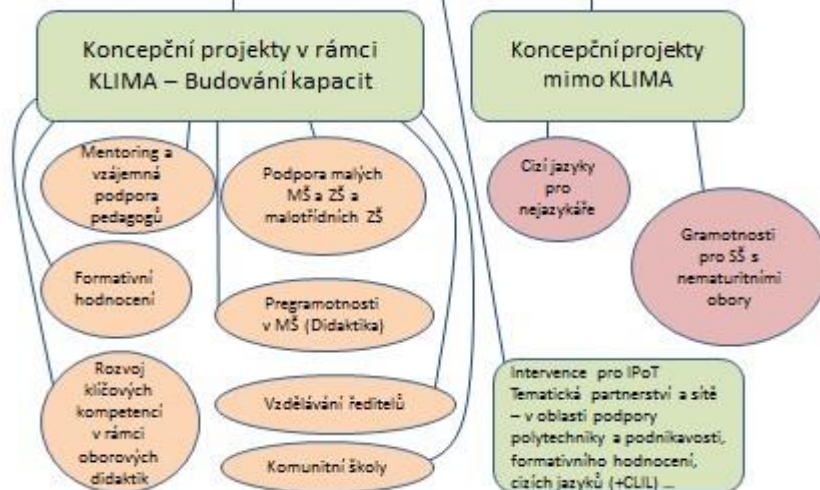 Koncepční projekty v rámci
KLIMA – Budování kapacit
Koncepční projekty
mimo KLIMA
Mentoring a
vzájemná
podpora
pedagogů
Podpora malých
MŠ a ZŠ a
malotřídních ZŠ
Cizí jazyky
pro
nejazykáře
Gramotnosti
pro SŠ s
nematuritními
obory
Formativní
hodnocení
Pregramotnosti
v MŠ (Didaktika)
Rozvoj
klíčových
kompetencí
v rámci
oborových
didaktik
Vzdělávání ředitelů
Komunitní školy
Intervence pro IPoT
Tematická partnerství a sítě
– v oblasti podpory
polytechniky a podnikavosti,
formativního hodnocení,
cizích jazyků (+CLIL) ...